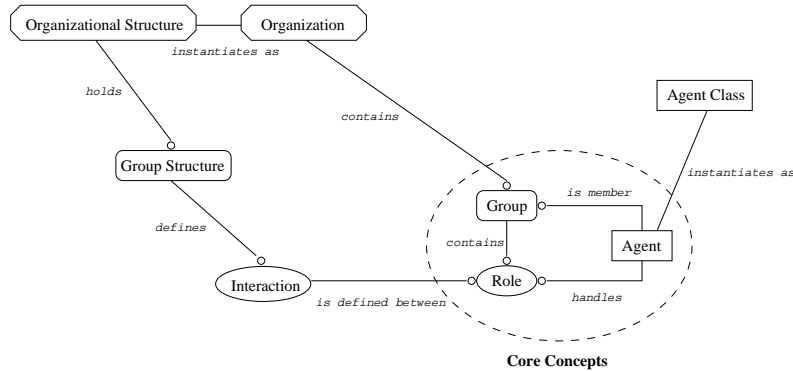 Organizational Structure
Organization
instantiates as
holds
Agent Class
contains
Group Structure
instantiates as
is member
Group
defines
contains
Agent
Interaction
Role
is defined between
handles
Core Concepts